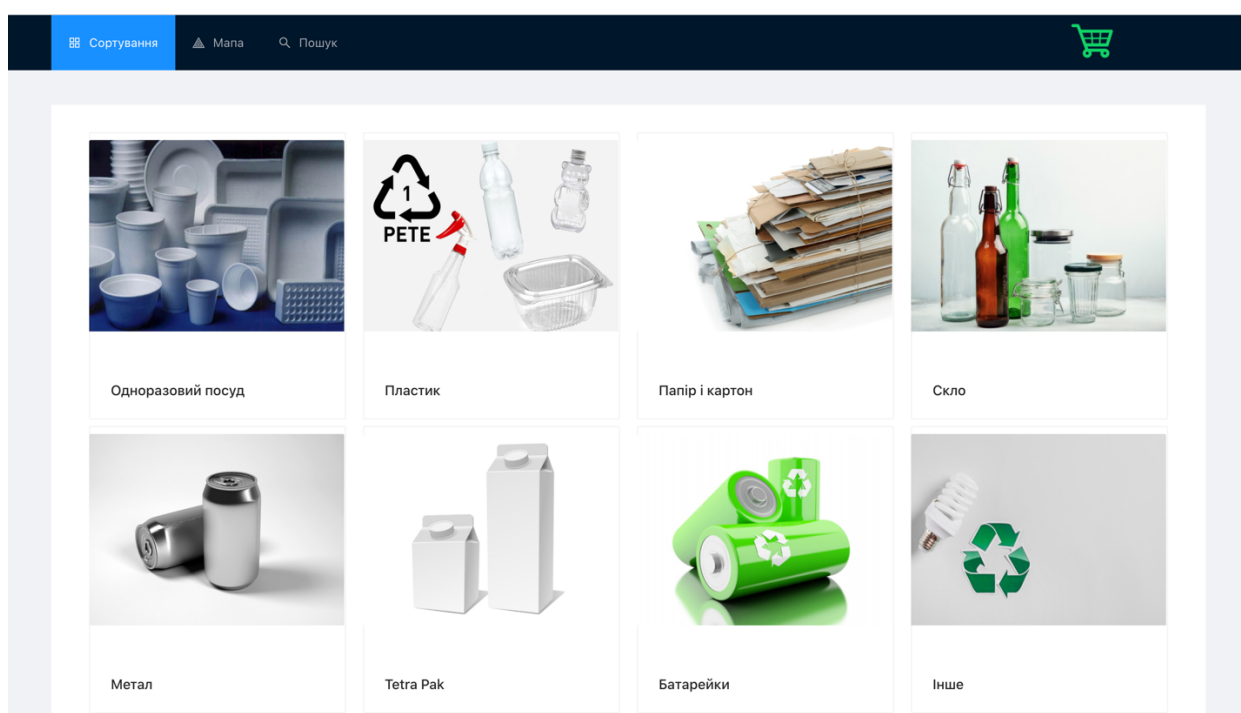 Сортування
Мапа
Пошук
1
PETE
Одноразовий посуд
Пластик
Папір і картон
Скло
Метал
Tetra Pak
Батарейки
Інше